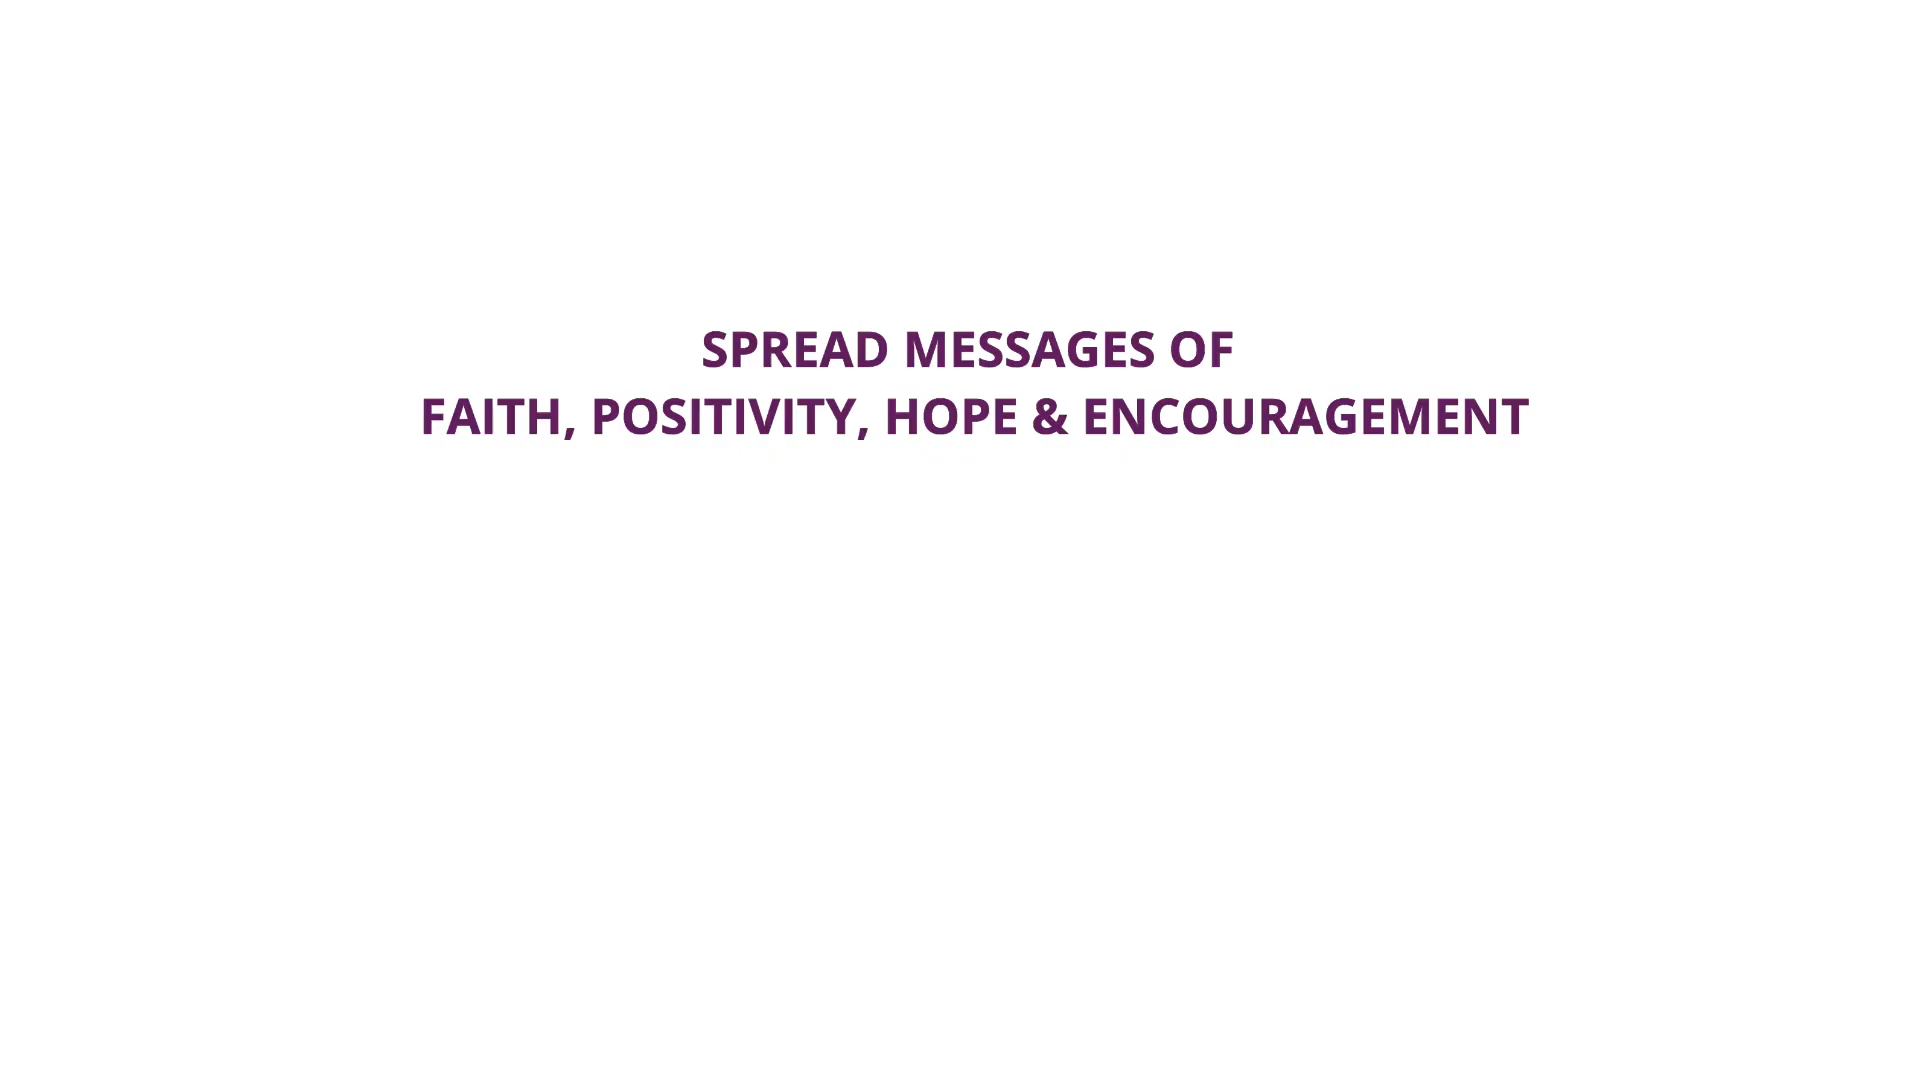 SPREAD MESSAGES OF
FAITH, POSITIVITY, HOPE & ENCOURAGEMENT